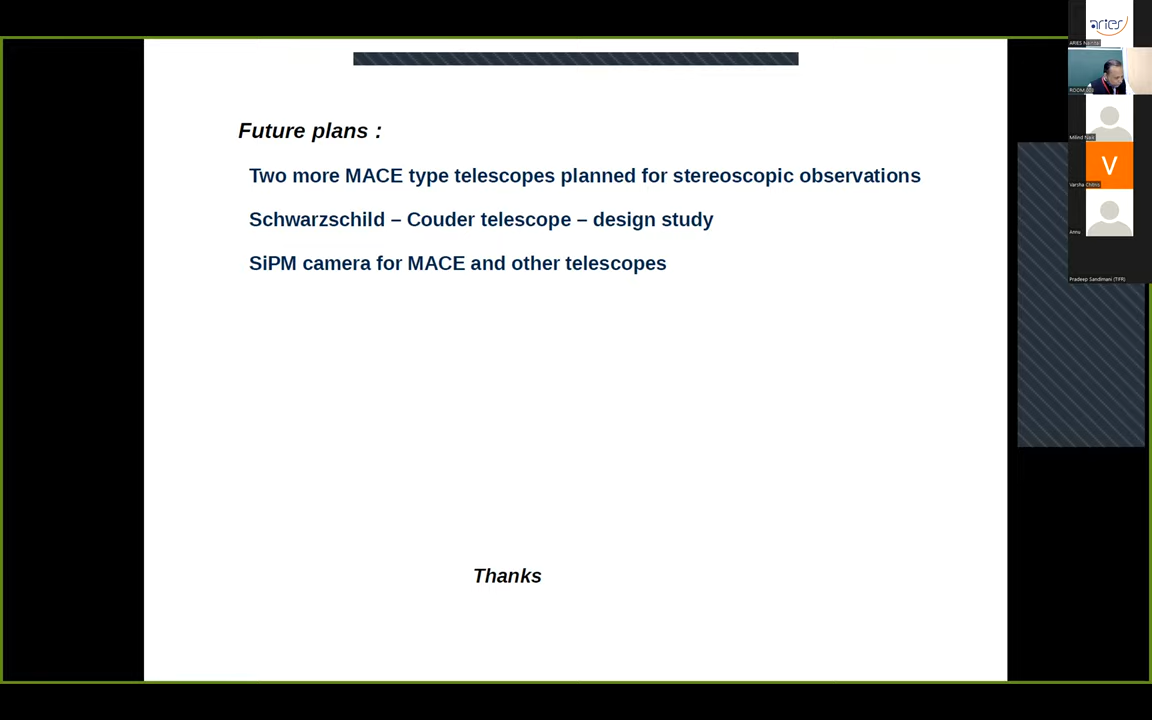 Future plans :
Two more MACE type telescopes planned for stereoscopic observations
Schwarzschild – Couder telescope – design study
SiPM camera for MACE and other telescopes
Thanks
aries
ARIES Nainital
ROOM
Milind Naik
V
Varsha Chitnis
Annu
Pradeep Sandimani (TIFR)